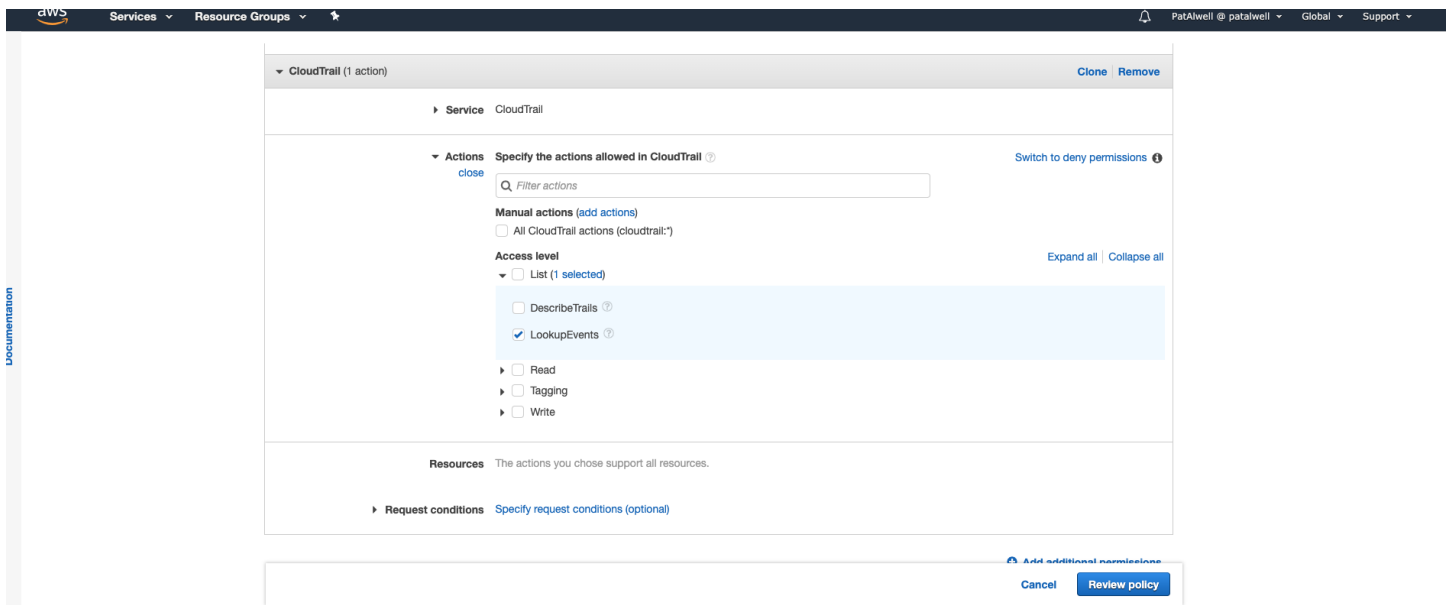 aws Services Resource Groups PatAlwell @ patalwell Global Support
CloudTrail (1 action) Clone Remove
Service CloudTrail
Actions Specify the actions allowed in CloudTrail ? Switch to deny permissions i
close
Filter actions
Manual actions (add actions)
All CloudTrail actions (cloudtrail:*)
Access level Expand all Collapse all
List (1 selected)
DescribeTrails ?
LookupEvents ?
Read
Tagging
Write
Resources The actions you chose support all resources.
Request conditions Specify request conditions (optional)
Add additional permissions
Cancel Review policy
Documentation